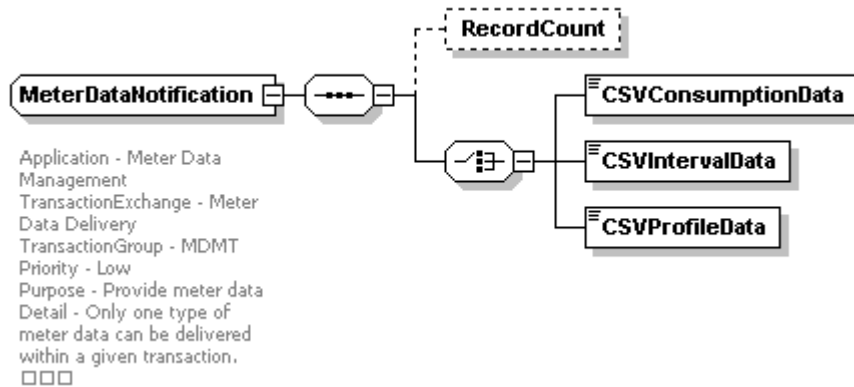 RecordCount
MeterDataNotification
CSVConsumptionData
CSVIntervalData
CSVProfileData
Application - Meter Data
Management
TransactionExchange - Meter
Data Delivery
TransactionGroup - MDMT
Priority - Low
Purpose - Provide meter data
Detail - Only one type of
meter data can be delivered
within a given transaction.